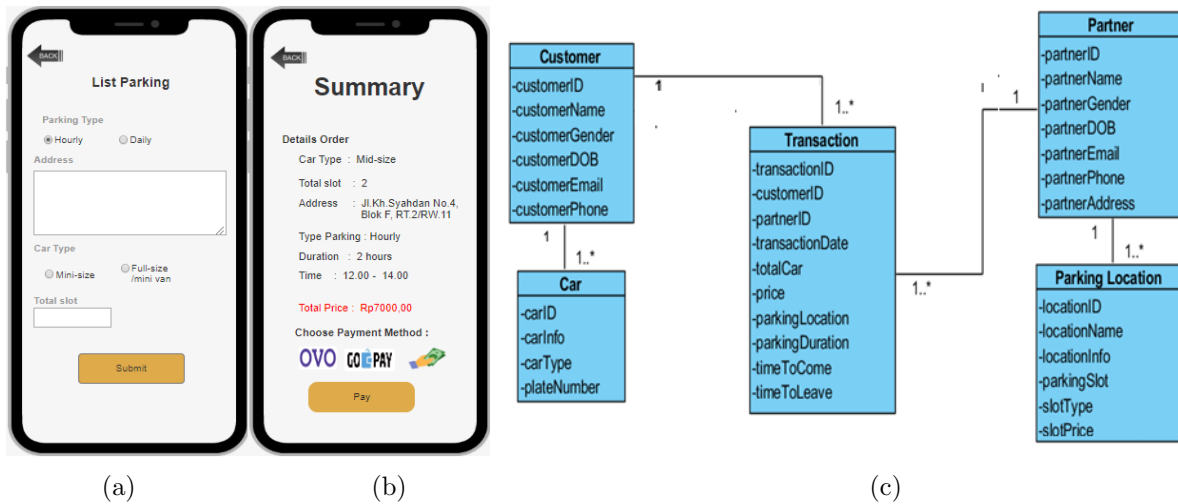 BACK
List Parking
Parking Type
Hourly Daily
Address
Car Type
Mini-size Full-size
/mini van
Total slot
Submit
(a)
BACK
Summary
Details Order
Car Type : Mid-size
Total slot : 2
Address : Jl.Kh.Syahdan No.4,
Blok F, RT.2/RW.11
Type Parking : Hourly
Duration : 2 hours
Time : 12.00 - 14.00
Total Price : Rp7000,00
Choose Payment Method :
OVO GO PAY
Pay
(b)
Customer
-customerID
-customerName
-customerGender
-customerDOB
-customerEmail
-customerPhone
1
1..*
1
1..*
Car
-carID
-carInfo
-carType
-plateNumber
Transaction
-transactionID
-customerID
-partnerID
-transactionDate
-totalCar
-price
-parkingLocation
-parkingDuration
-timeToCome
-timeToLeave
1
1..*
Partner
-partnerID
-partnerName
-partnerGender
-partnerDOB
-partnerEmail
-partnerPhone
-partnerAddress
1
1..*
Parking Location
-locationID
-locationName
-locationInfo
-parkingSlot
-slotType
-slotPrice
(c)